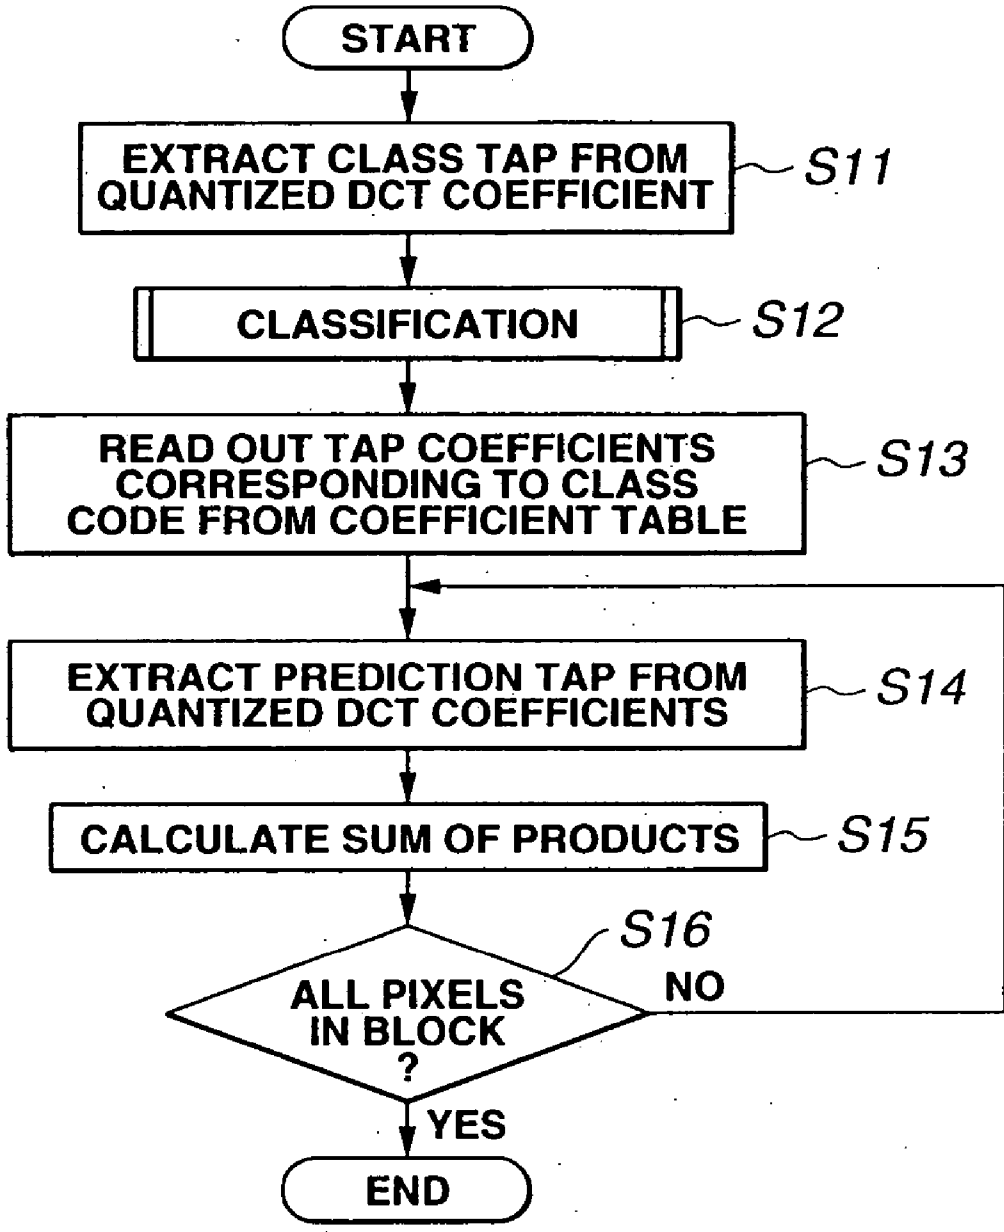 START
EXTRACT CLASS TAP FROM
QUANTIZED DCT COEFFICIENT
S11
CLASSIFICATION
S12
READ OUT TAP COEFFICIENTS
CORRESPONDING TO CLASS
CODE FROM COEFFICIENT TABLE
S13
EXTRACT PREDICTION TAP FROM
QUANTIZED DCT COEFFICIENTS
S14
CALCULATE SUM OF PRODUCTS
S15
S16
ALL PIXELS
IN BLOCK
?
NO
YES
END